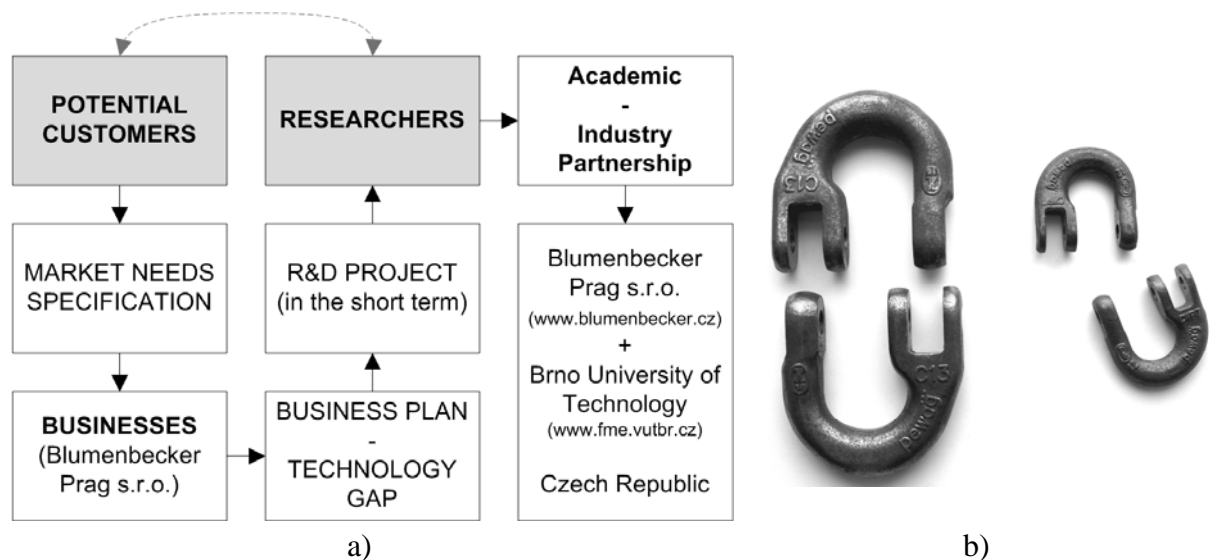 POTENTIAL
CUSTOMERS
MARKET NEEDS
SPECIFICATION
BUSINESSES
(Blumenbecker
Prag s.r.o.)
BUSINESS PLAN
-
TECHNOLOGY
GAP
R&D PROJECT
(in the short term)
RESEARCHERS
Academic
-
Industry
Partnership
Blumenbecker
Prag s.r.o.
(www.blumenbecker.cz)
+
Brno University of
Technology
(www.fme.vutbr.cz)
Czech Republic
a)
pewag
C13
C13
pewag
pewag
pewag
b)